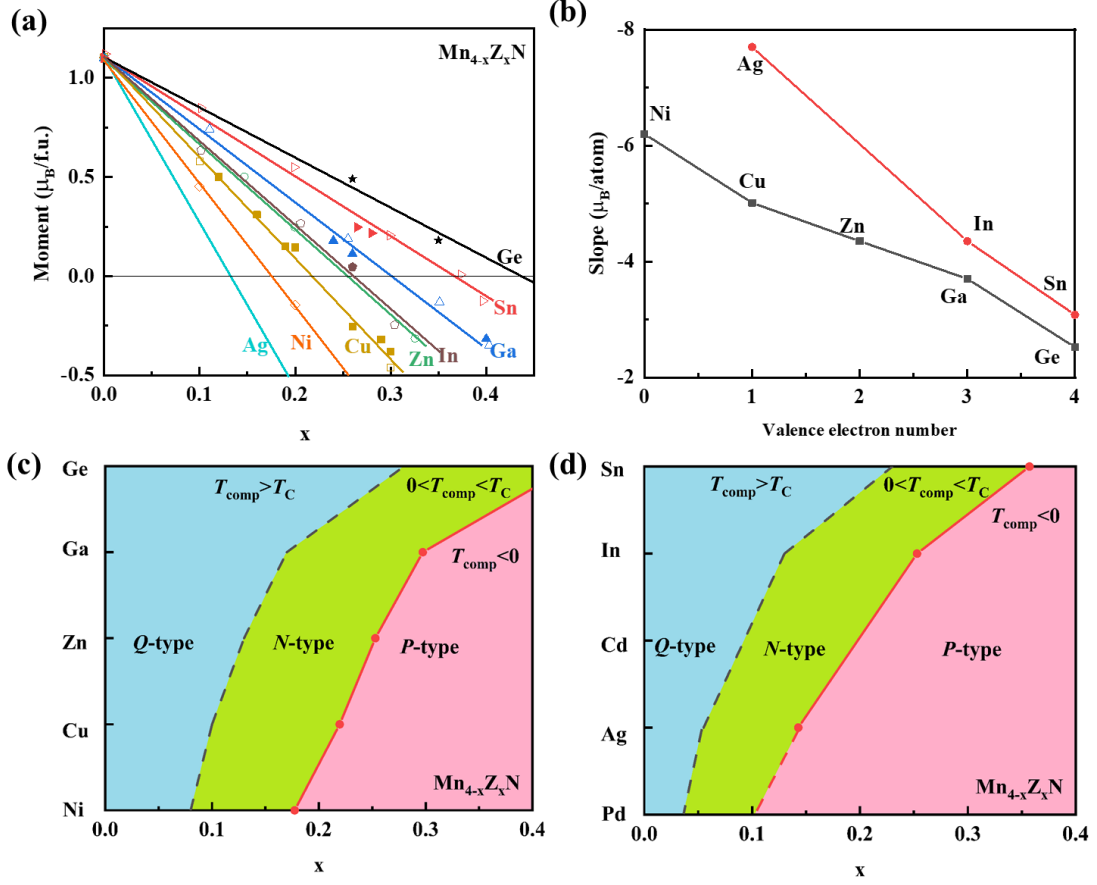 (a)
Mn4-xZxN
Moment (μB/f.u.)
1.0
0.5
0.0
-0.5
Ge
Sn
Ga
In
Zn
Cu
Ni
Ag
0.0 0.1 0.2 0.3 0.4
x
(b)
Slope (μB/atom)
-8
-6
-4
-2
Ag
Ni
Cu
Zn
In
Ga
Sn
Ge
0 1 2 3 4
Valence electron number
(c)
Ge
Ga
Zn
Cu
Ni
Tcomp>TC
0<Tcomp<TC
Tcomp<0
Q-type
N-type
P-type
Mn4-xZxN
0.0 0.1 0.2 0.3 0.4
x
(d)
Sn
In
Cd
Ag
Pd
Tcomp>TC
0<Tcomp<TC
Tcomp<0
Q-type
N-type
P-type
Mn4-xZxN
0.0 0.1 0.2 0.3 0.4
x